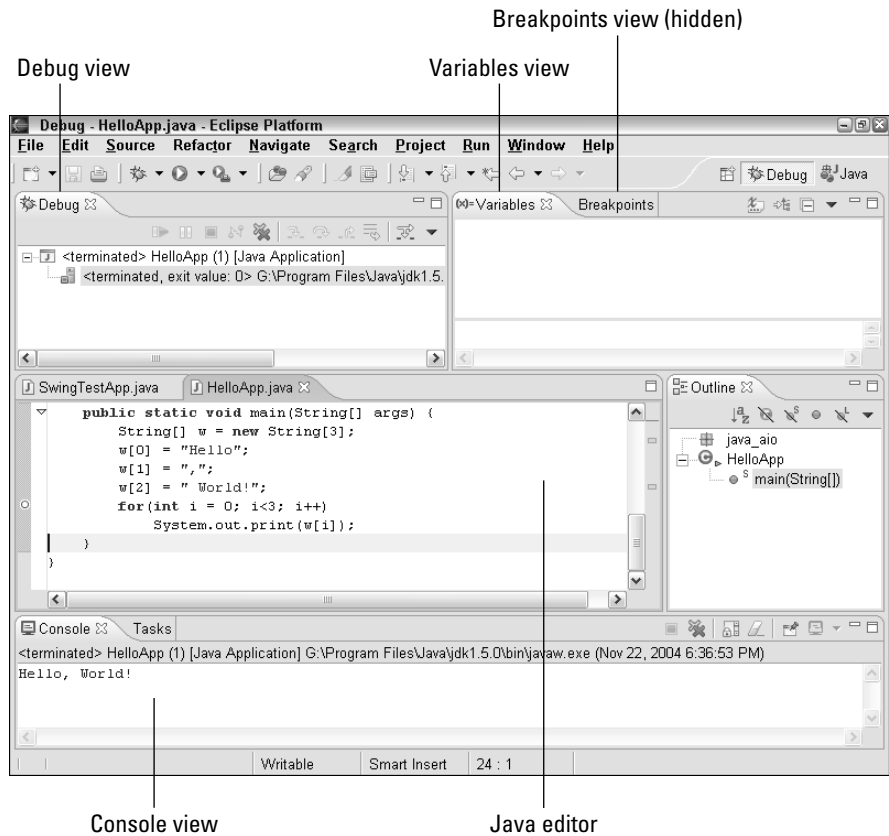 Breakpoints view (hidden)
Debug view
Variables view
Debug - HelloApp.java - Eclipse Platform
File Edit Source Refactor Navigate Search Project Run Window Help
Debug Java
Debug
(x)= Variables Breakpoints
<terminated> HelloApp (1) [Java Application]
<terminated, exit value: 0> G:\Program Files\Java\jdk1.5.
SwingTestApp.java HelloApp.java
public static void main(String[] args) {
String[] w = new String[3];
w[0] = "Hello";
w[1] = ",";
w[2] = " World!";
for(int i = 0; i<3; i++)
System.out.print(w[i]);
}
}
Outline
java_aio
HelloApp
S main(String[])
Console Tasks
<terminated> HelloApp (1) [Java Application] G:\Program Files\Java\jdk1.5.0\bin\javaw.exe (Nov 22, 2004 6:36:53 PM)
Hello, World!
Writable Smart Insert 24 : 1
Console view
Java editor